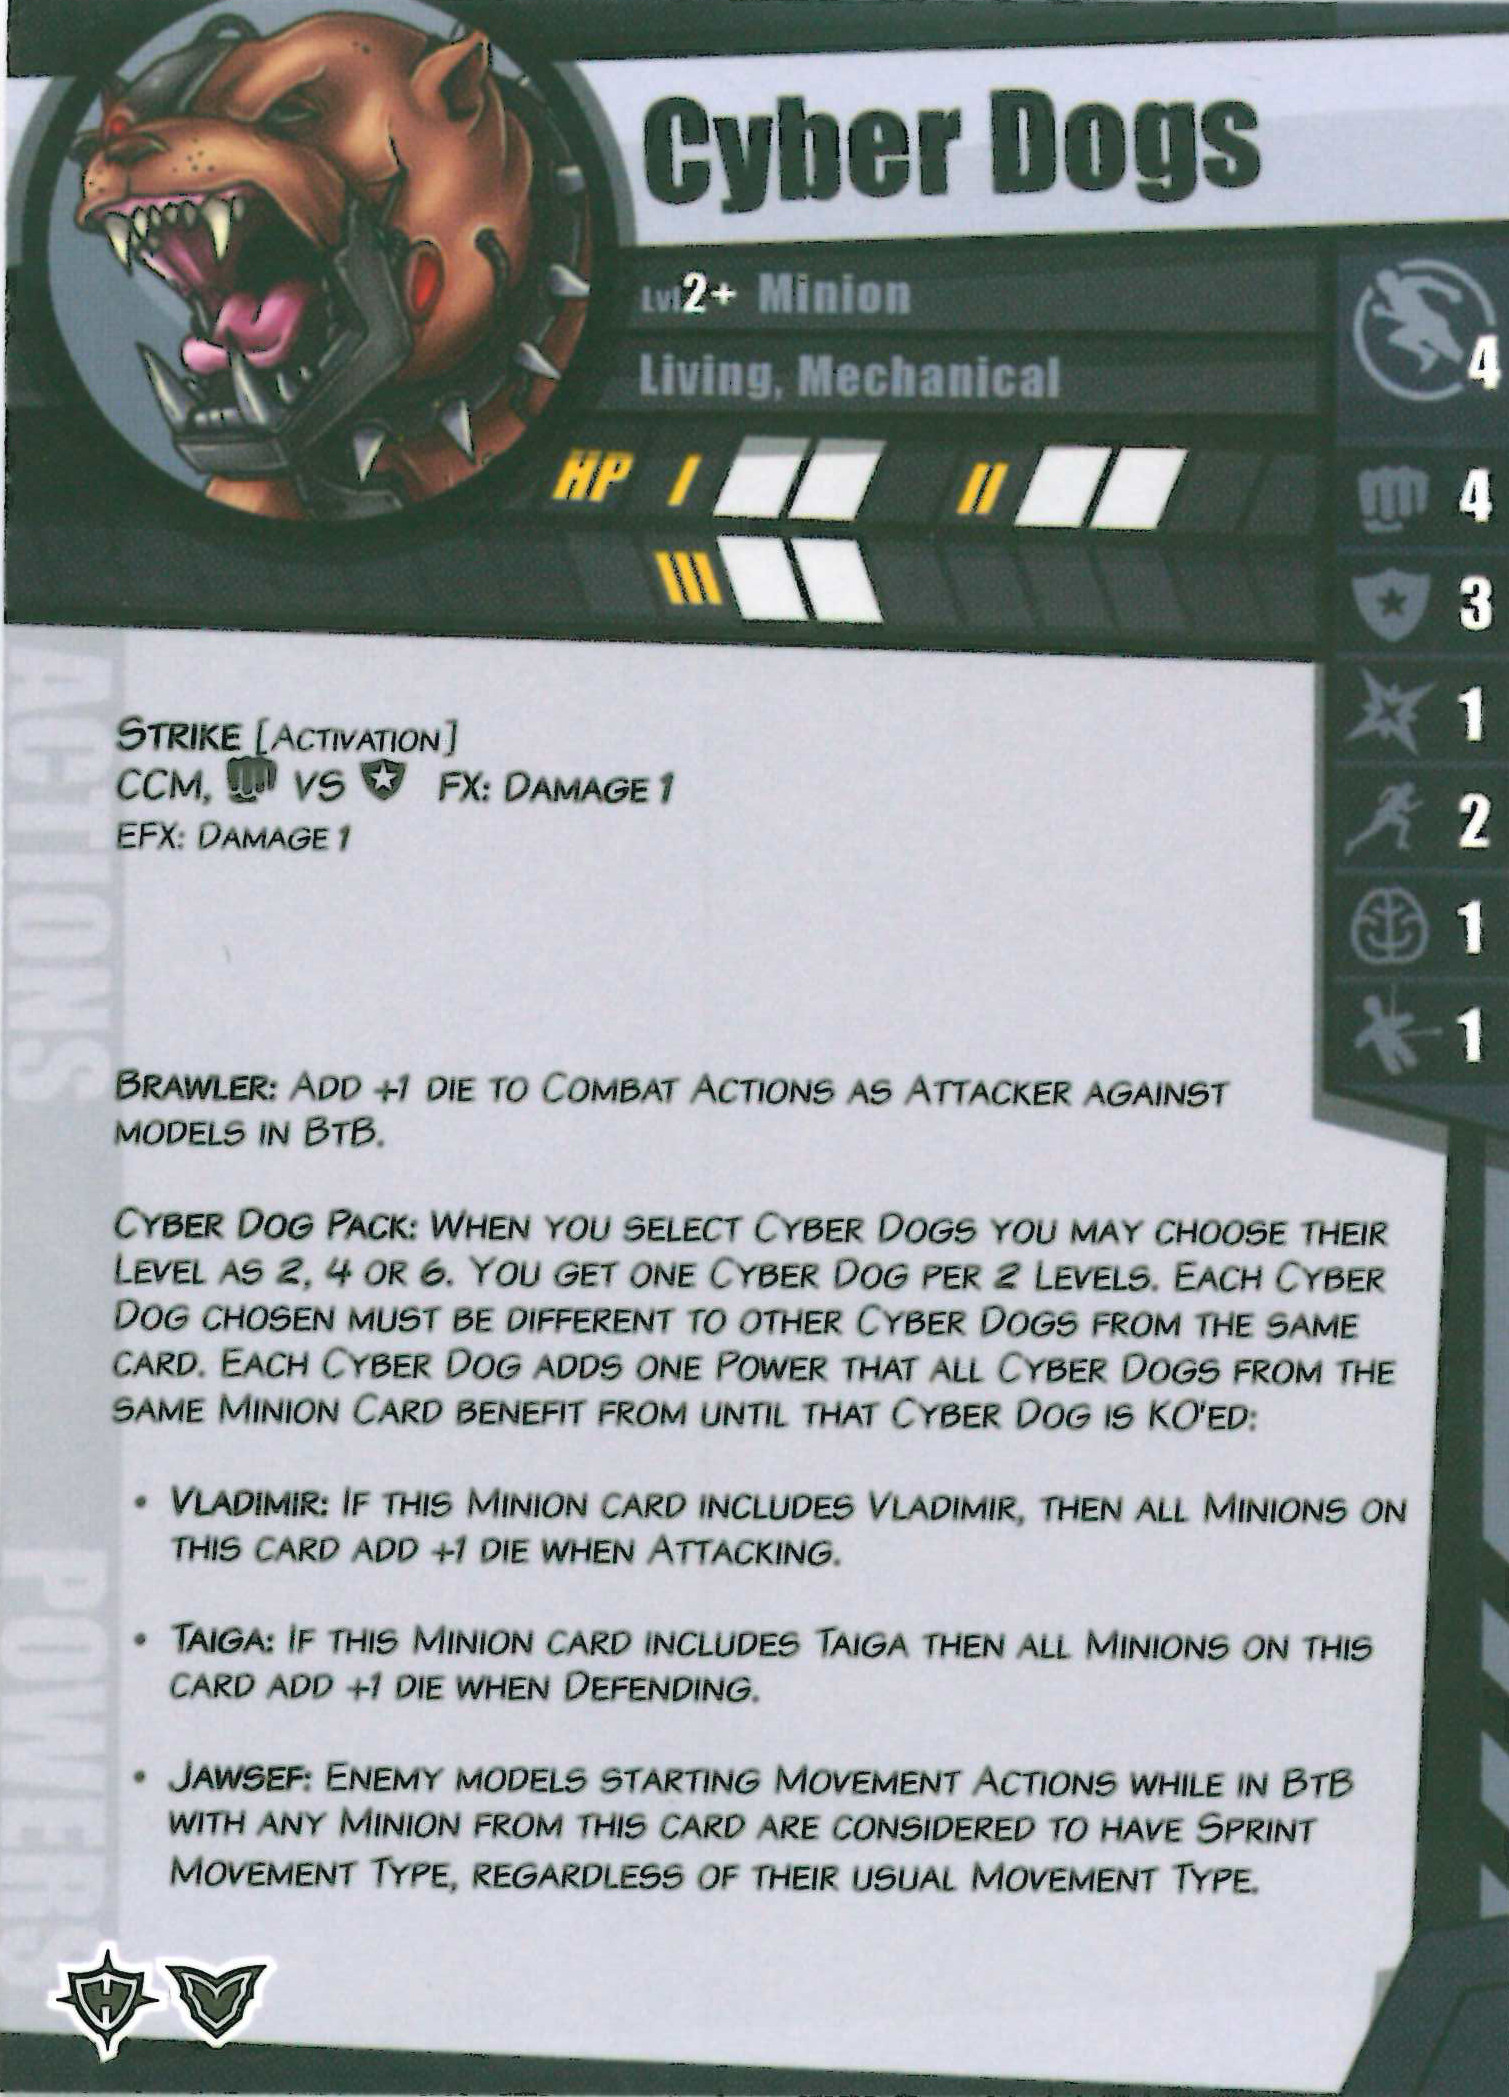 Cyber Dogs
Lvl 2+ Minion
Living, Mechanical
4
HP I II
4
III
3
1
2
1
1
ACTIONS
STRIKE [ACTIVATION]
CCM, VS FX: DAMAGE 1
EFX: DAMAGE 1
POWERS
BRAWLER: ADD +1 DIE TO COMBAT ACTIONS AS ATTACKER AGAINST
MODELS IN BTB.
CYBER DOG PACK: WHEN YOU SELECT CYBER DOGS YOU MAY CHOOSE THEIR
LEVEL AS 2, 4 OR 6. YOU GET ONE CYBER DOG PER 2 LEVELS. EACH CYBER
DOG CHOSEN MUST BE DIFFERENT TO OTHER CYBER DOGS FROM THE SAME
CARD. EACH CYBER DOG ADDS ONE POWER THAT ALL CYBER DOGS FROM THE
SAME MINION CARD BENEFIT FROM UNTIL THAT CYBER DOG IS KO'ED:
• VLADIMIR: IF THIS MINION CARD INCLUDES VLADIMIR, THEN ALL MINIONS ON
THIS CARD ADD +1 DIE WHEN ATTACKING.
• TAIGA: IF THIS MINION CARD INCLUDES TAIGA THEN ALL MINIONS ON THIS
CARD ADD +1 DIE WHEN DEFENDING.
• JAWSEF: ENEMY MODELS STARTING MOVEMENT ACTIONS WHILE IN BTB
WITH ANY MINION FROM THIS CARD ARE CONSIDERED TO HAVE SPRINT
MOVEMENT TYPE, REGARDLESS OF THEIR USUAL MOVEMENT TYPE.
H